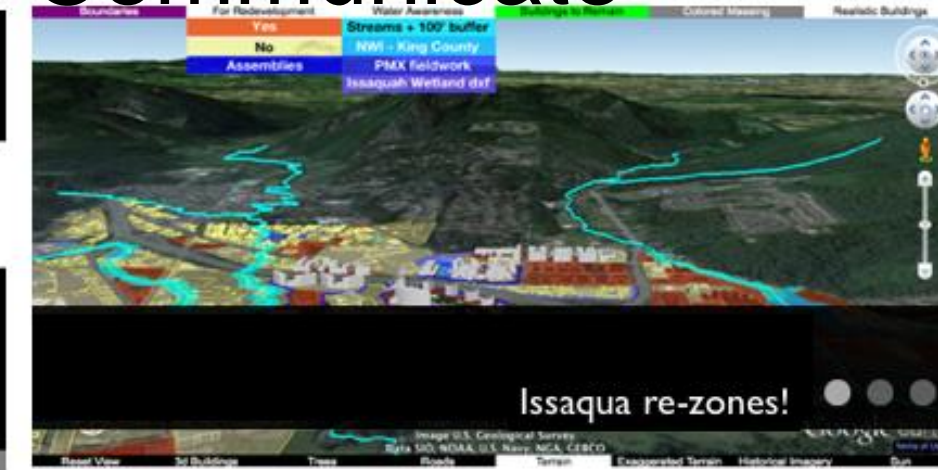 Communicate
Boundaries For Redevelopment Water Awareness Buildings to Remain Colored Massing Realistic Buildings
Yes Streams + 100' buffer
No NWI - King County
Assemblies PMX fieldwork
Issaquah Wetland dxf
Issaqua re-zones!
Image U.S. Geological Survey
Data SIO, NOAA, U.S. Navy, NGA, GEBCO
Reset View 3d Buildings Trees Roads Terrain Exaggerated Terrain Historical Imagery Sun